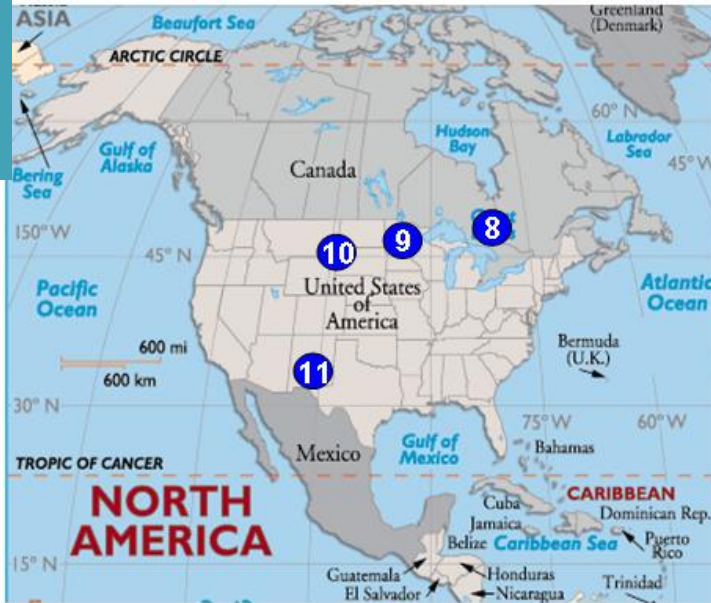 ASIA
Beaufort Sea
Greenland
(Denmark)
ARCTIC CIRCLE
60° N
Hudson
Bay
Labrador
Sea
Gulf of
Alaska
45° W
Bering
Sea
Canada
150° W
8
9
45° N
10
United States
of
America
Pacific
Ocean
Atlantic
Ocean
600 mi
600 km
Bermuda
(U.K.)
11
30° N
75° W
60° W
Mexico
Gulf of
Mexico
Bahamas
TROPIC OF CANCER
NORTH
AMERICA
Cuba
CARIBBEAN
Jamaica
Dominican Rep.
Belize
Caribbean Sea
Puerto
Rico
15° N
Guatemala
Honduras
El Salvador
Nicaragua
Trinidad